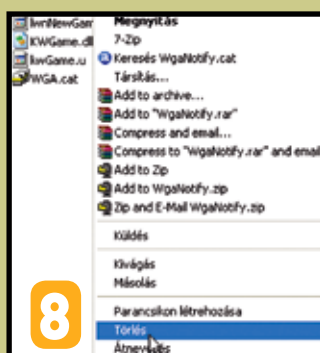 lwnNewGam
KWGame.dl
kwGame.u
WGA.cat
Megnyitás
7-Zip
Keresés WgaNotify.cat
Társítás...
Add to archive...
Add to "WgaNotify.rar"
Compress and email...
Compress to "WgaNotify.rar" and email
Add to Zip
Add to WgaNotify.zip
Zip and E-Mail WgaNotify.zip
Küldés
Kivágás
Másolás
Parancsikon létrehozása
Törlés
Átnevezés
8